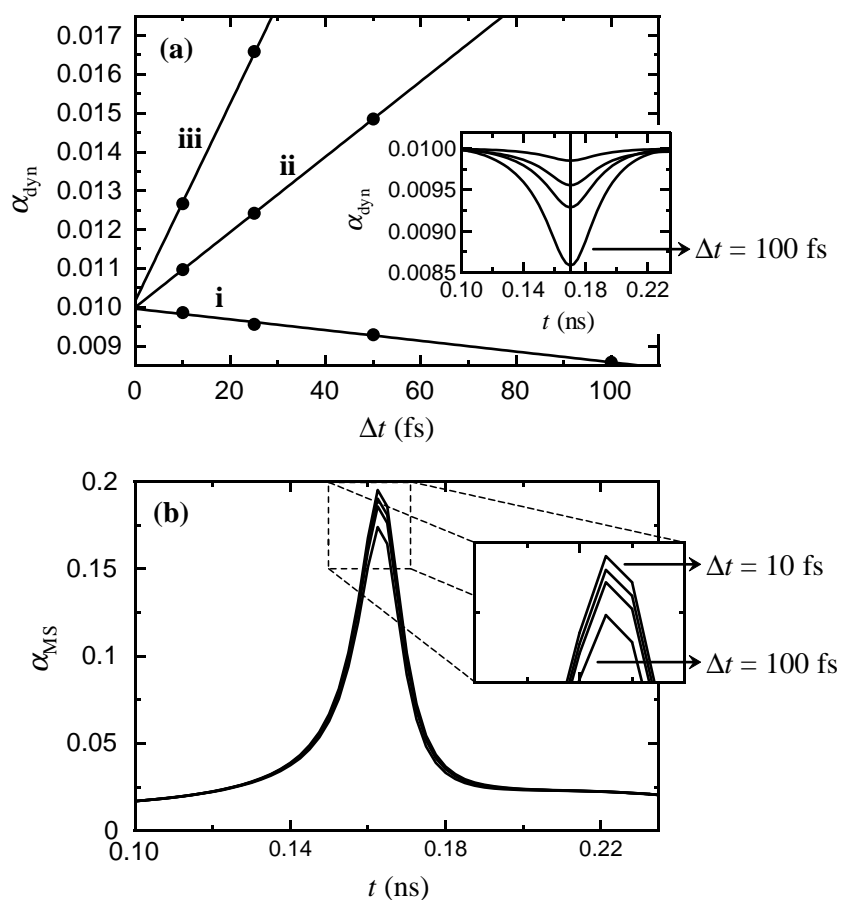 (a)
0.017
0.016
0.015
0.014
0.013
0.012
0.011
0.010
0.009
αdyn
iii
ii
i
0 20 40 60 80 100
Δt (fs)
0.0100
0.0095
0.0090
0.0085
αdyn
0.10 0.14 0.18 0.22
t (ns)
Δt = 100 fs
(b)
0.2
0.15
0.1
0.05
0
αMS
0.10 0.14 0.18 0.22
t (ns)
Δt = 10 fs
Δt = 100 fs